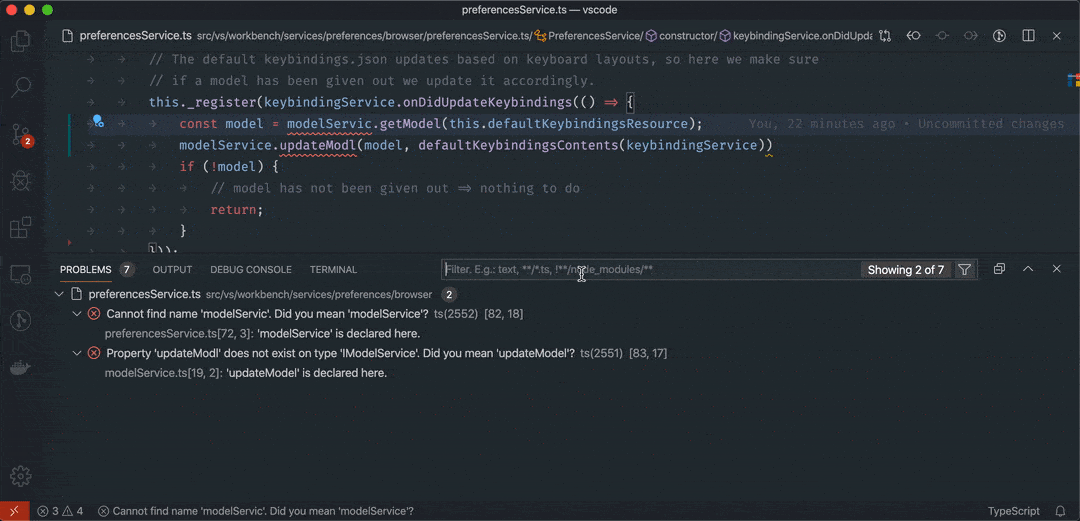 preferencesService.ts — vscode
preferencesService.ts src/vs/workbench/services/preferences/browser/preferencesService.ts/ PreferencesService/ constructor/ keybindingService.onDidUpda
// The default keybindings.json updates based on keyboard layouts, so here we make sure
// if a model has been given out we update it accordingly.
this._register(keybindingService.onDidUpdateKeybindings(() => {
const model = modelServic.getModel(this.defaultKeybindingsResource); You, 22 minutes ago • Uncommitted changes
modelService.updateModl(model, defaultKeybindingsContents(keybindingService))
if (!model) {
// model has not been given out => nothing to do
return;
}
}));
2
PROBLEMS 7 OUTPUT DEBUG CONSOLE TERMINAL Filter. E.g.: text, **/*.ts, !**/node_modules/** Showing 2 of 7
preferencesService.ts src/vs/workbench/services/preferences/browser 2
Cannot find name 'modelServic'. Did you mean 'modelService'? ts(2552) [82, 18]
preferencesService.ts[72, 3]: 'modelService' is declared here.
Property 'updateModl' does not exist on type 'IModelService'. Did you mean 'updateModel'? ts(2551) [83, 17]
modelService.ts[19, 2]: 'updateModel' is declared here.
3 4 Cannot find name 'modelServic'. Did you mean 'modelService'? TypeScript